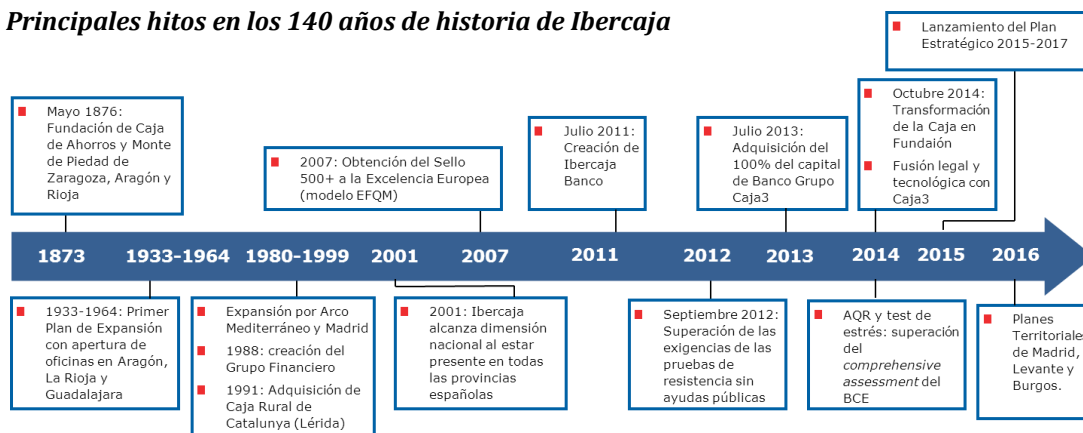 Principales hitos en los 140 años de historia de Ibercaja
Lanzamiento del Plan
Estratégico 2015-2017
Mayo 1876:
Fundación de Caja
de Ahorros y Monte
de Piedad de
Zaragoza, Aragón y
Rioja
2007: Obtención del Sello
500+ a la Excelencia Europea
(modelo EFQM)
Julio 2011:
Creación de
Ibercaja
Banco
Julio 2013:
Adquisición del
100% del capital
de Banco Grupo
Caja3
Octubre 2014:
Transformación
de la Caja en
Fundaión
Fusión legal y
tecnológica con
Caja3
1873 1933-1964 1980-1999 2001 2007 2011 2012 2013 2014 2015 2016
1933-1964: Primer
Plan de Expansión
con apertura de
oficinas en Aragón,
La Rioja y
Guadalajara
Expansión por Arco
Mediterráneo y Madrid
1988: creación del
Grupo Financiero
1991: Adquisición de
Caja Rural de
Catalunya (Lérida)
2001: Ibercaja
alcanza dimensión
nacional al estar
presente en todas
las provincias
españolas
Septiembre 2012:
Superación de las
exigencias de las
pruebas de
resistencia sin
ayudas públicas
AQR y test de
estrés: superación
del
comprehensive
assessment del
BCE
Planes
Territoriales
de Madrid,
Levante y
Burgos.